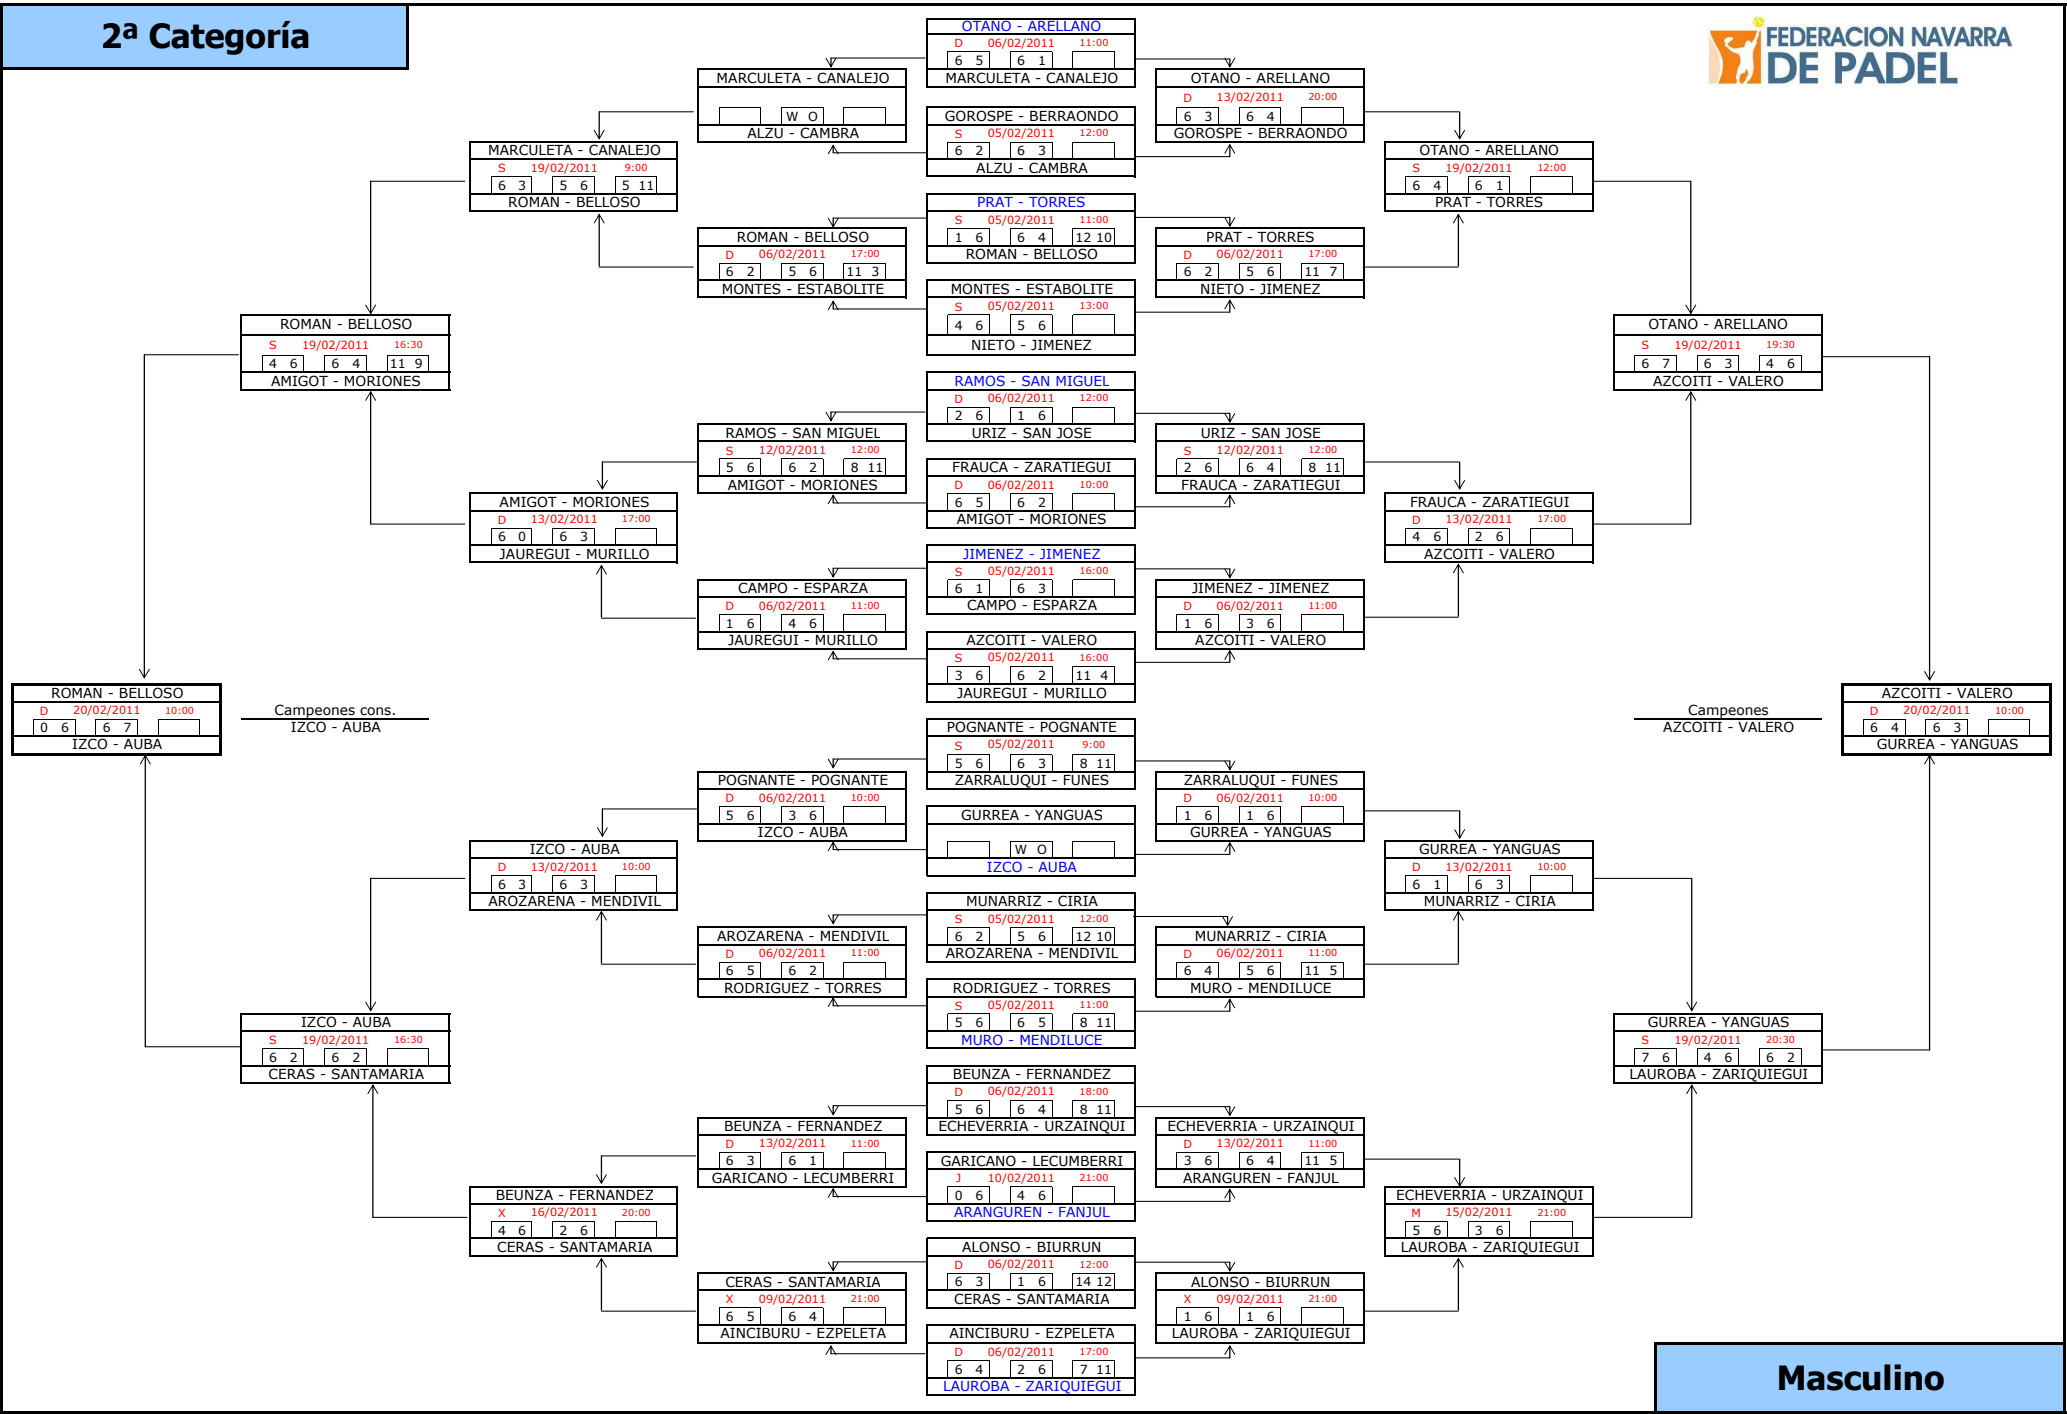 2ª Categoría
FEDERACION NAVARRA
DE PADEL
ROMAN - BELLOSO
D 20/02/2011 10:00
0 6 6 7
IZCO - AUBA
Campeones cons.
IZCO - AUBA
ROMAN - BELLOSO
S 19/02/2011 16:30
4 6 6 4 11 9
AMIGOT - MORIONES
IZCO - AUBA
S 19/02/2011 16:30
6 2 6 2
CERAS - SANTAMARIA
MARCULETA - CANALEJO
S 19/02/2011 9:00
6 3 5 6 5 11
ROMAN - BELLOSO
AMIGOT - MORIONES
D 13/02/2011 17:00
6 0 6 3
JAUREGUI - MURILLO
IZCO - AUBA
D 13/02/2011 10:00
6 3 6 3
AROZARENA - MENDIVIL
BEUNZA - FERNANDEZ
X 16/02/2011 20:00
4 6 2 6
CERAS - SANTAMARIA
MARCULETA - CANALEJO
W O
ALZU - CAMBRA
ROMAN - BELLOSO
D 06/02/2011 17:00
6 2 5 6 11 3
MONTES - ESTABOLITE
RAMOS - SAN MIGUEL
S 12/02/2011 12:00
5 6 6 2 8 11
AMIGOT - MORIONES
CAMPO - ESPARZA
D 06/02/2011 11:00
1 6 4 6
JAUREGUI - MURILLO
POGNANTE - POGNANTE
D 06/02/2011 10:00
5 6 3 6
IZCO - AUBA
AROZARENA - MENDIVIL
D 06/02/2011 11:00
6 5 6 2
RODRIGUEZ - TORRES
BEUNZA - FERNANDEZ
D 13/02/2011 11:00
6 3 6 1
GARICANO - LECUMBERRI
CERAS - SANTAMARIA
X 09/02/2011 21:00
6 5 6 4
AINCIBURU - EZPELETA
OTANO - ARELLANO
D 06/02/2011 11:00
6 5 6 1
MARCULETA - CANALEJO
GOROSPE - BERRAONDO
S 05/02/2011 12:00
6 2 6 3
ALZU - CAMBRA
PRAT - TORRES
S 05/02/2011 11:00
1 6 6 4 12 10
ROMAN - BELLOSO
MONTES - ESTABOLITE
S 05/02/2011 13:00
4 6 5 6
NIETO - JIMENEZ
RAMOS - SAN MIGUEL
D 06/02/2011 12:00
2 6 1 6
URIZ - SAN JOSE
FRAUCA - ZARATIEGUI
D 06/02/2011 10:00
6 5 6 2
AMIGOT - MORIONES
JIMENEZ - JIMENEZ
S 05/02/2011 16:00
6 1 6 3
CAMPO - ESPARZA
AZCOITI - VALERO
S 05/02/2011 16:00
3 6 6 2 11 4
JAUREGUI - MURILLO
POGNANTE - POGNANTE
S 05/02/2011 9:00
5 6 6 3 8 11
ZARRALUQUI - FUNES
GURREA - YANGUAS
W O
IZCO - AUBA
MUNARRIZ - CIRIA
S 05/02/2011 12:00
6 2 5 6 12 10
AROZARENA - MENDIVIL
RODRIGUEZ - TORRES
S 05/02/2011 11:00
5 6 6 5 8 11
MURO - MENDILUCE
BEUNZA - FERNANDEZ
D 06/02/2011 18:00
5 6 6 4 8 11
ECHEVERRIA - URZAINQUI
GARICANO - LECUMBERRI
J 10/02/2011 21:00
0 6 4 6
ARANGUREN - FANJUL
ALONSO - BIURRUN
D 06/02/2011 12:00
6 3 1 6 14 12
CERAS - SANTAMARIA
AINCIBURU - EZPELETA
D 06/02/2011 17:00
6 4 2 6 7 11
LAUROBA - ZARIQUIEGUI
OTANO - ARELLANO
D 13/02/2011 20:00
6 3 6 4
GOROSPE - BERRAONDO
PRAT - TORRES
D 06/02/2011 17:00
6 2 5 6 11 7
NIETO - JIMENEZ
URIZ - SAN JOSE
S 12/02/2011 12:00
2 6 6 4 8 11
FRAUCA - ZARATIEGUI
JIMENEZ - JIMENEZ
D 06/02/2011 11:00
1 6 3 6
AZCOITI - VALERO
ZARRALUQUI - FUNES
D 06/02/2011 10:00
1 6 1 6
GURREA - YANGUAS
MUNARRIZ - CIRIA
D 06/02/2011 11:00
6 4 5 6 11 5
MURO - MENDILUCE
ECHEVERRIA - URZAINQUI
D 13/02/2011 11:00
3 6 6 4 11 5
ARANGUREN - FANJUL
ALONSO - BIURRUN
X 09/02/2011 21:00
1 6 1 6
LAUROBA - ZARIQUIEGUI
OTANO - ARELLANO
S 19/02/2011 12:00
6 4 6 1
PRAT - TORRES
FRAUCA - ZARATIEGUI
D 13/02/2011 17:00
4 6 2 6
AZCOITI - VALERO
GURREA - YANGUAS
D 13/02/2011 10:00
6 1 6 3
MUNARRIZ - CIRIA
ECHEVERRIA - URZAINQUI
M 15/02/2011 21:00
5 6 3 6
LAUROBA - ZARIQUIEGUI
OTANO - ARELLANO
S 19/02/2011 19:30
6 7 6 3 4 6
AZCOITI - VALERO
GURREA - YANGUAS
S 19/02/2011 20:30
7 6 4 6 6 2
LAUROBA - ZARIQUIEGUI
Campeones
AZCOITI - VALERO
AZCOITI - VALERO
D 20/02/2011 10:00
6 4 6 3
GURREA - YANGUAS
Masculino